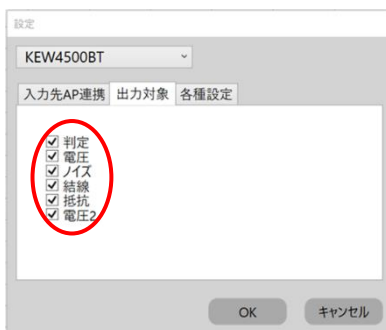 設定
KEW4500BT
入力先AP連携 出力対象 各種設定
判定
電圧
ノイズ
結線
抵抗
電圧2
OK キャンセル